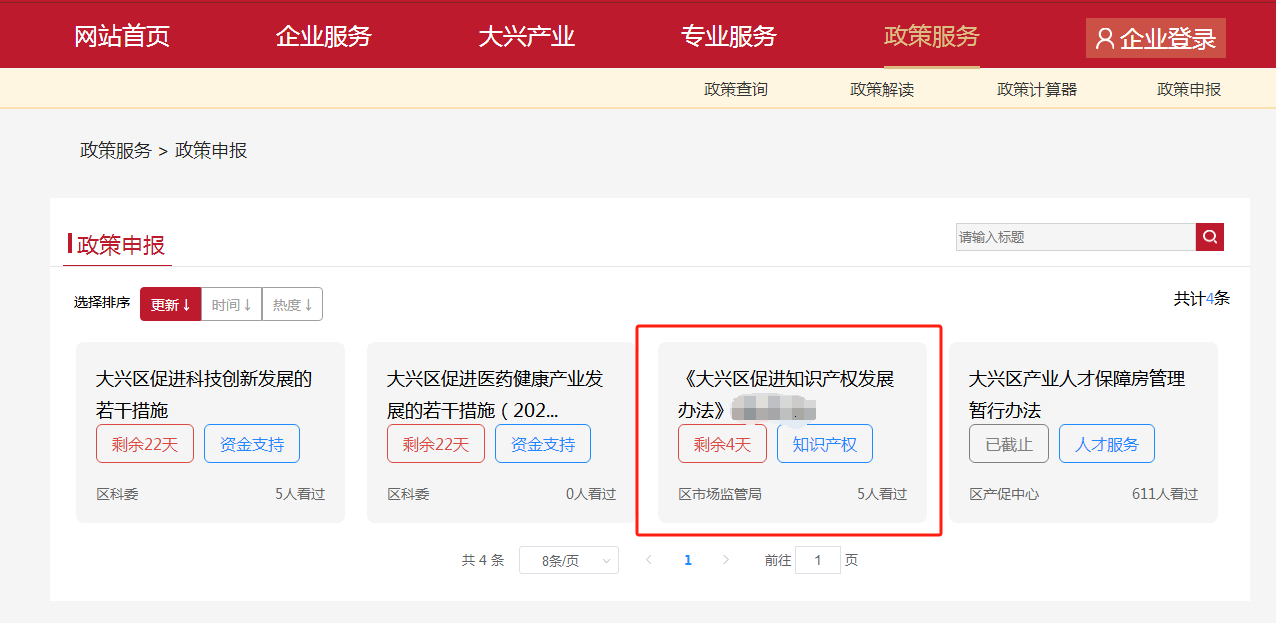 网站首页 企业服务 大兴产业 专业服务 政策服务 企业登录
政策查询 政策解读 政策计算器 政策申报
政策服务 > 政策申报
政策申报
请输入标题
选择排序 更新↓ 时间↓ 热度↓
共计4条
大兴区促进科技创新发展的
若干措施
剩余22天 资金支持
区科委 5人看过
大兴区促进医药健康产业发
展的若干措施（202...
剩余22天 资金支持
区科委 0人看过
《大兴区促进知识产权发展
办法》
剩余4天 知识产权
区市场监管局 5人看过
大兴区产业人才保障房管理
暂行办法
已截止 人才服务
区产促中心 611人看过
共 4 条 8条/页 < 1 > 前往 1 页